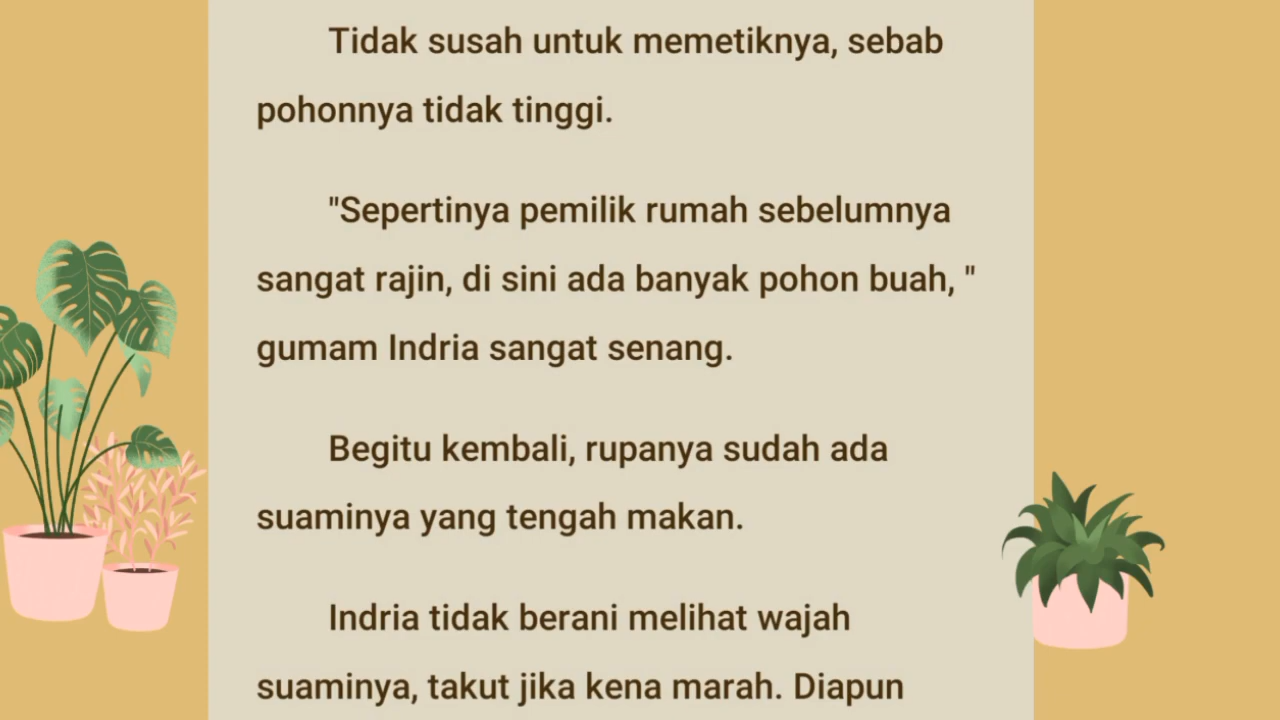 Tidak susah untuk memetiknya, sebab
pohonnya tidak tinggi.
"Sepertinya pemilik rumah sebelumnya
sangat rajin, di sini ada banyak pohon buah, "
gumam Indria sangat senang.
Begitu kembali, rupanya sudah ada
suaminya yang tengah makan.
Indria tidak berani melihat wajah
suaminya, takut jika kena marah. Diapun